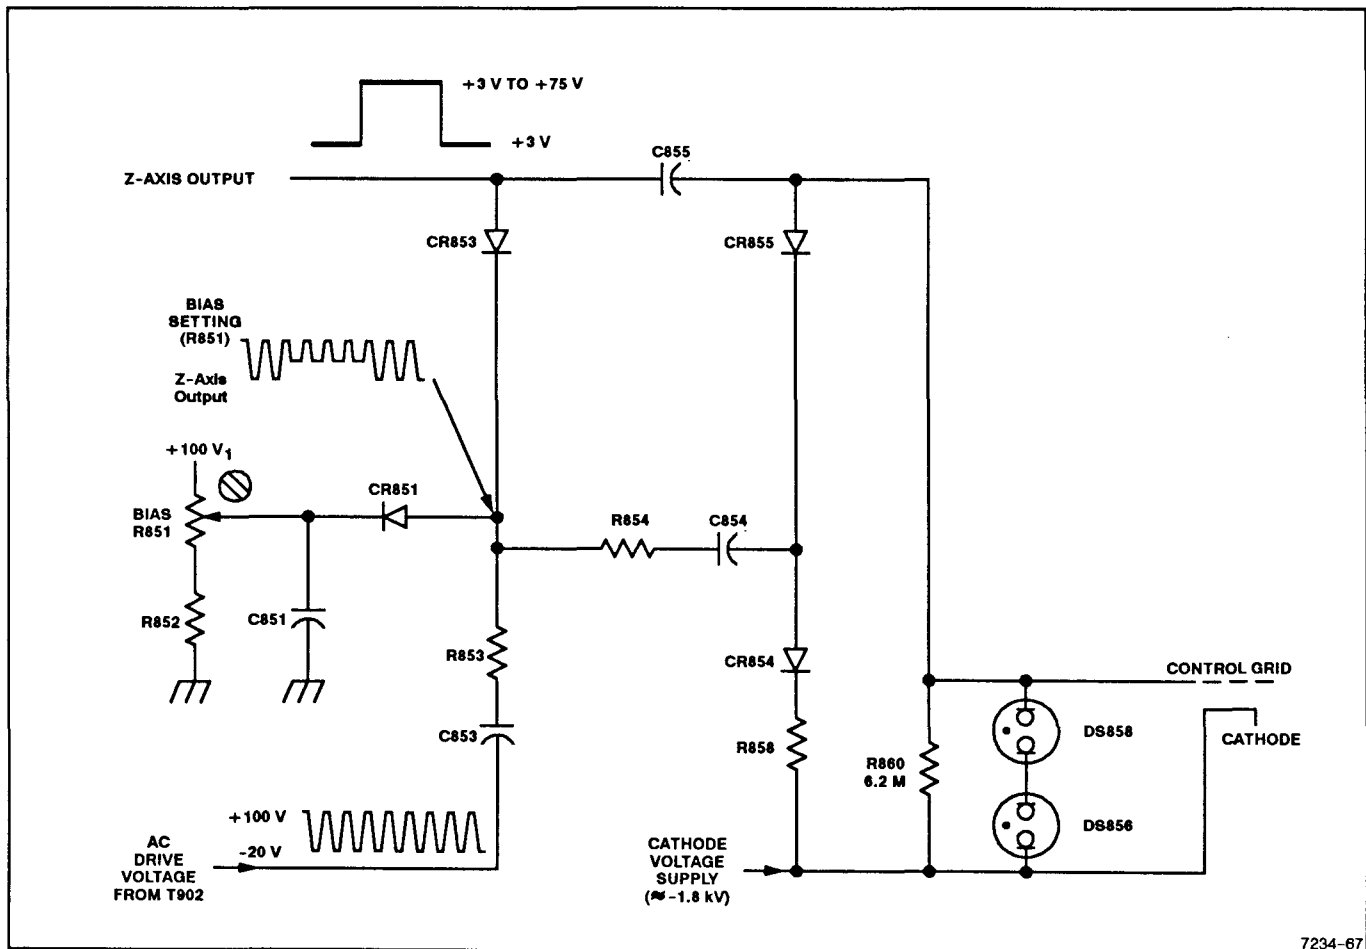 +3 V TO +75 V
+3 V
C855
Z-AXIS OUTPUT
CR853
CR855
BIAS
SETTING
(R851)
Z-Axis
Output
+100 V1
CR851
R854
C854
BIAS
R851
R852
C851
R853
CR854
CONTROL GRID
C853
R858
R860
6.2 M
DS858
CATHODE
+100 V
-20 V
AC
DRIVE
VOLTAGE
FROM T902
CATHODE
VOLTAGE
SUPPLY
(≈ -1.8 kV)
DS856
7234-67